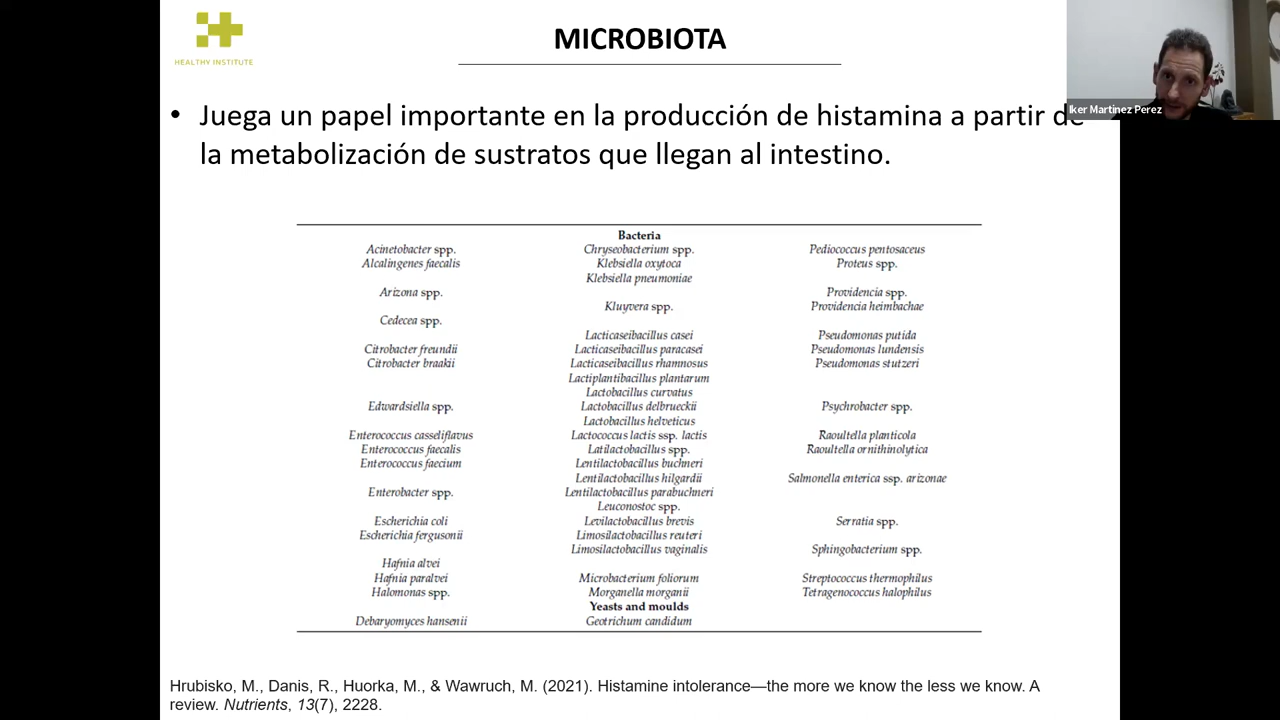 HEALTHY INSTITUTE
MICROBIOTA
Iker Martinez Perez
• Juega un papel importante en la producción de histamina a partir de
la metabolización de sustratos que llegan al intestino.
Bacteria
Acinetobacter spp. Chryseobacterium spp. Pediococcus pentosaceus
Alcalingenes faecalis Klebsiella oxytoca Proteus spp.
Klebsiella pneumoniae
Arizona spp. Providencia spp.
Kluyvera spp. Providencia heimbachae
Cedecea spp.
Lacticaseibacillus casei Pseudomonas putida
Citrobacter freundii Lacticaseibacillus paracasei Pseudomonas lundensis
Citrobacter braakii Lacticaseibacillus rhamnosus Pseudomonas stutzeri
Lactiplantibacillus plantarum
Lactobacillus curvatus
Edwardsiella spp. Lactobacillus delbrueckii Psychrobacter spp.
Lactobacillus helveticus
Enterococcus casseliflavus Lactococcus lactis ssp. lactis Raoultella planticola
Enterococcus faecalis Latilactobacillus spp. Raoultella ornithinolytica
Enterococcus faecium Lentilactobacillus buchneri
Lentilactobacillus hilgardii Salmonella enterica ssp. arizonae
Enterobacter spp. Lentilactobacillus parabuchneri
Leuconostoc spp.
Escherichia coli Levilactobacillus brevis Serratia spp.
Escherichia fergusonii Limosilactobacillus reuteri
Limosilactobacillus vaginalis Sphingobacterium spp.
Hafnia alvei
Hafnia paralvei Microbacterium foliorum Streptococcus thermophilus
Halomonas spp. Morganella morganii Tetragenococcus halophilus
Yeasts and moulds
Debaryomyces hansenii Geotrichum candidum
Hrubisko, M., Danis, R., Huorka, M., & Wawruch, M. (2021). Histamine intolerance—the more we know the less we know. A
review. Nutrients, 13(7), 2228.